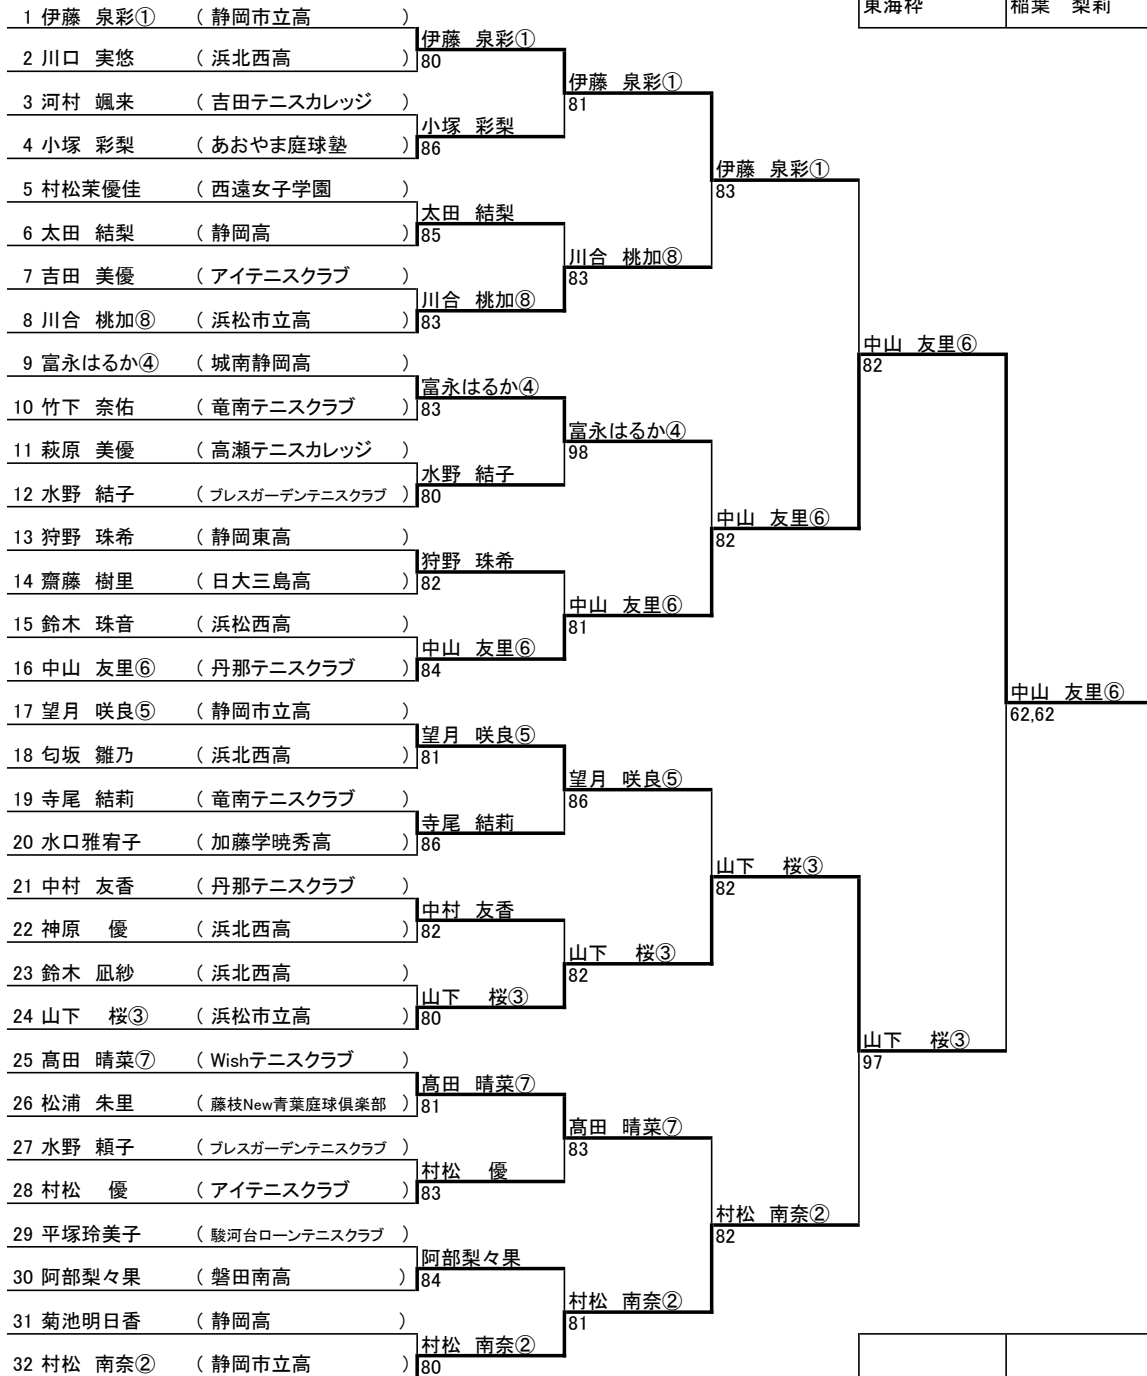 東海枠 稲葉 梨莉
1 伊藤 泉彩① ( 静岡市立高 )
2 川口 実悠 ( 浜北西高 )
3 河村 颯来 ( 吉田テニスカレッジ )
4 小塚 彩梨 ( あおやま庭球塾 )
5 村松茉優佳 ( 西遠女子学園 )
6 太田 結梨 ( 静岡高 )
7 吉田 美優 ( アイテニスクラブ )
8 川合 桃加⑧ ( 浜松市立高 )
9 富永はるか④ ( 城南静岡高 )
10 竹下 奈佑 ( 竜南テニスクラブ )
11 萩原 美優 ( 高瀬テニスカレッジ )
12 水野 結子 ( ブレスガーデンテニスクラブ )
13 狩野 珠希 ( 静岡東高 )
14 齋藤 樹里 ( 日大三島高 )
15 鈴木 珠音 ( 浜松西高 )
16 中山 友里⑥ ( 丹那テニスクラブ )
17 望月 咲良⑤ ( 静岡市立高 )
18 匂坂 雛乃 ( 浜北西高 )
19 寺尾 結莉 ( 竜南テニスクラブ )
20 水口雅宥子 ( 加藤学暁秀高 )
21 中村 友香 ( 丹那テニスクラブ )
22 神原 優 ( 浜北西高 )
23 鈴木 凪紗 ( 浜北西高 )
24 山下 桜③ ( 浜松市立高 )
25 髙田 晴菜⑦ ( Wishテニスクラブ )
26 松浦 朱里 ( 藤枝New青葉庭球倶楽部 )
27 水野 頼子 ( ブレスガーデンテニスクラブ )
28 村松 優 ( アイテニスクラブ )
29 平塚玲美子 ( 駿河台ローンテニスクラブ )
30 阿部梨々果 ( 磐田南高 )
31 菊池明日香 ( 静岡高 )
32 村松 南奈② ( 静岡市立高 )
伊藤 泉彩①
80
小塚 彩梨
86
太田 結梨
85
川合 桃加⑧
83
富永はるか④
83
水野 結子
80
狩野 珠希
82
中山 友里⑥
84
望月 咲良⑤
81
寺尾 結莉
86
中村 友香
82
山下 桜③
80
髙田 晴菜⑦
81
村松 優
83
阿部梨々果
84
村松 南奈②
80
伊藤 泉彩①
81
川合 桃加⑧
83
富永はるか④
98
中山 友里⑥
81
望月 咲良⑤
86
山下 桜③
82
髙田 晴菜⑦
83
村松 南奈②
81
伊藤 泉彩①
83
中山 友里⑥
82
山下 桜③
82
村松 南奈②
82
中山 友里⑥
82
山下 桜③
97
中山 友里⑥
62,62